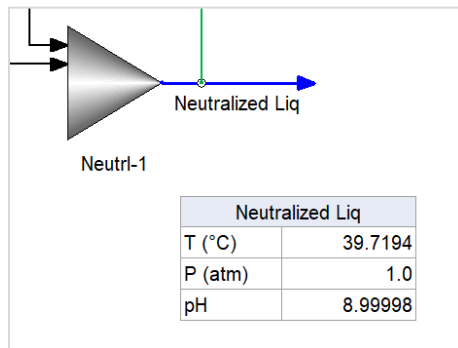 Neutralized Liq
Neutrl-1
Neutralized Liq
T (°C) 39.7194
P (atm) 1.0
pH 8.99998